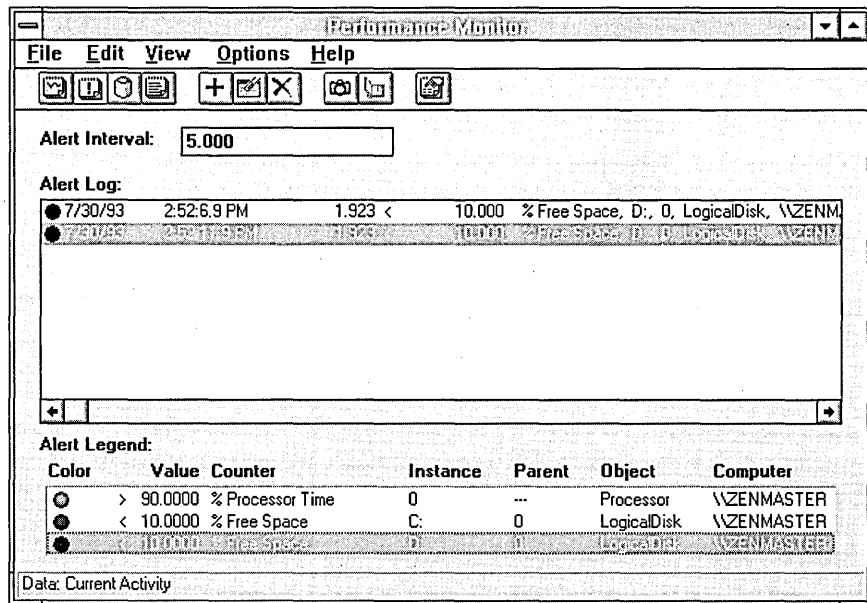 Performance Monitor
File Edit View Options Help
Alert Interval: 5.000
Alert Log:
7/30/93 2:52:6.9 PM 1.923 < 10.000 % Free Space, D:, 0, LogicalDisk, \\ZENM
7/30/93 2:52:11.9 PM 1.923 < 10.000 % Free Space, D:, 0, LogicalDisk, \\ZENM
Alert Legend:
Color Value Counter Instance Parent Object Computer
> 90.0000 % Processor Time 0 --- Processor \\ZENMASTER
< 10.0000 % Free Space C: 0 LogicalDisk \\ZENMASTER
< 10.0000 % Free Space D: 0 LogicalDisk \\ZENMASTER
Data: Current Activity